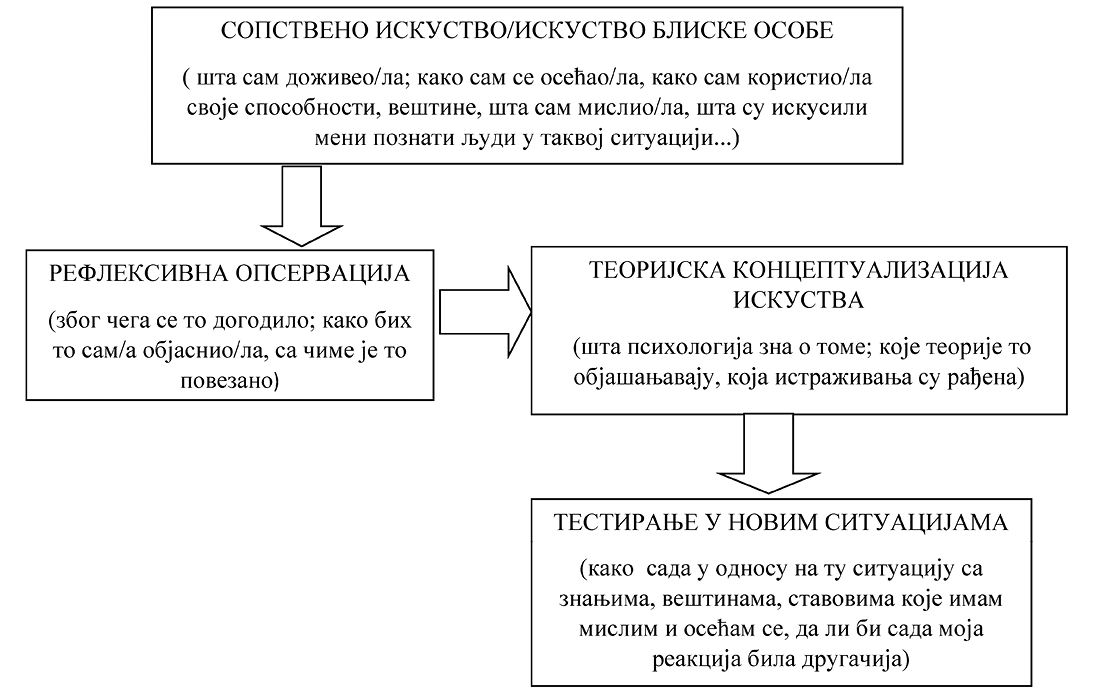 СОПСТВЕНО ИСКУСТВО/ИСКУСТВО БЛИСКЕ ОСОБЕ
( шта сам доживео/ла; како сам се осећао/ла, како сам користио/ла
своје способности, вештине, шта сам мислио/ла, шта су искусили
мени познати људи у таквој ситуацији...)
РЕФЛЕКСИВНА ОПСЕРВАЦИЈА
(због чега се то догодило; како бих
то сам/а објаснио/ла, са чиме је то
повезано)
ТЕОРИЈСКА КОНЦЕПТУАЛИЗАЦИЈА
ИСКУСТВА
(шта психологија зна о томе; које теорије то
објашањавају, која истраживања су рађена)
ТЕСТИРАЊЕ У НОВИМ СИТУАЦИЈАМА
(како  сада у односу на ту ситуацију са
знањима, вештинама, ставовима које имам
мислим и осећам се, да ли би сада моја
реакција била другачија)